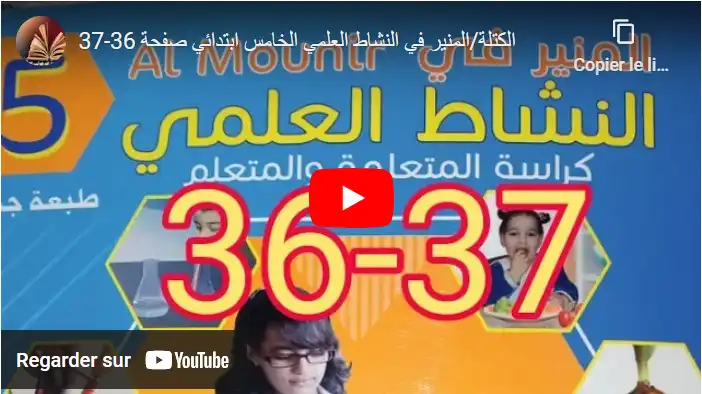 الكتلة/المنير في النشاط العلمي الخامس ابتدائي صفحة 36-37
Copier le li...
المنير في Al Mounir
5
النشاط العلمي
كراسة المتعلمة والمتعلم
36-37
Regarder sur YouTube